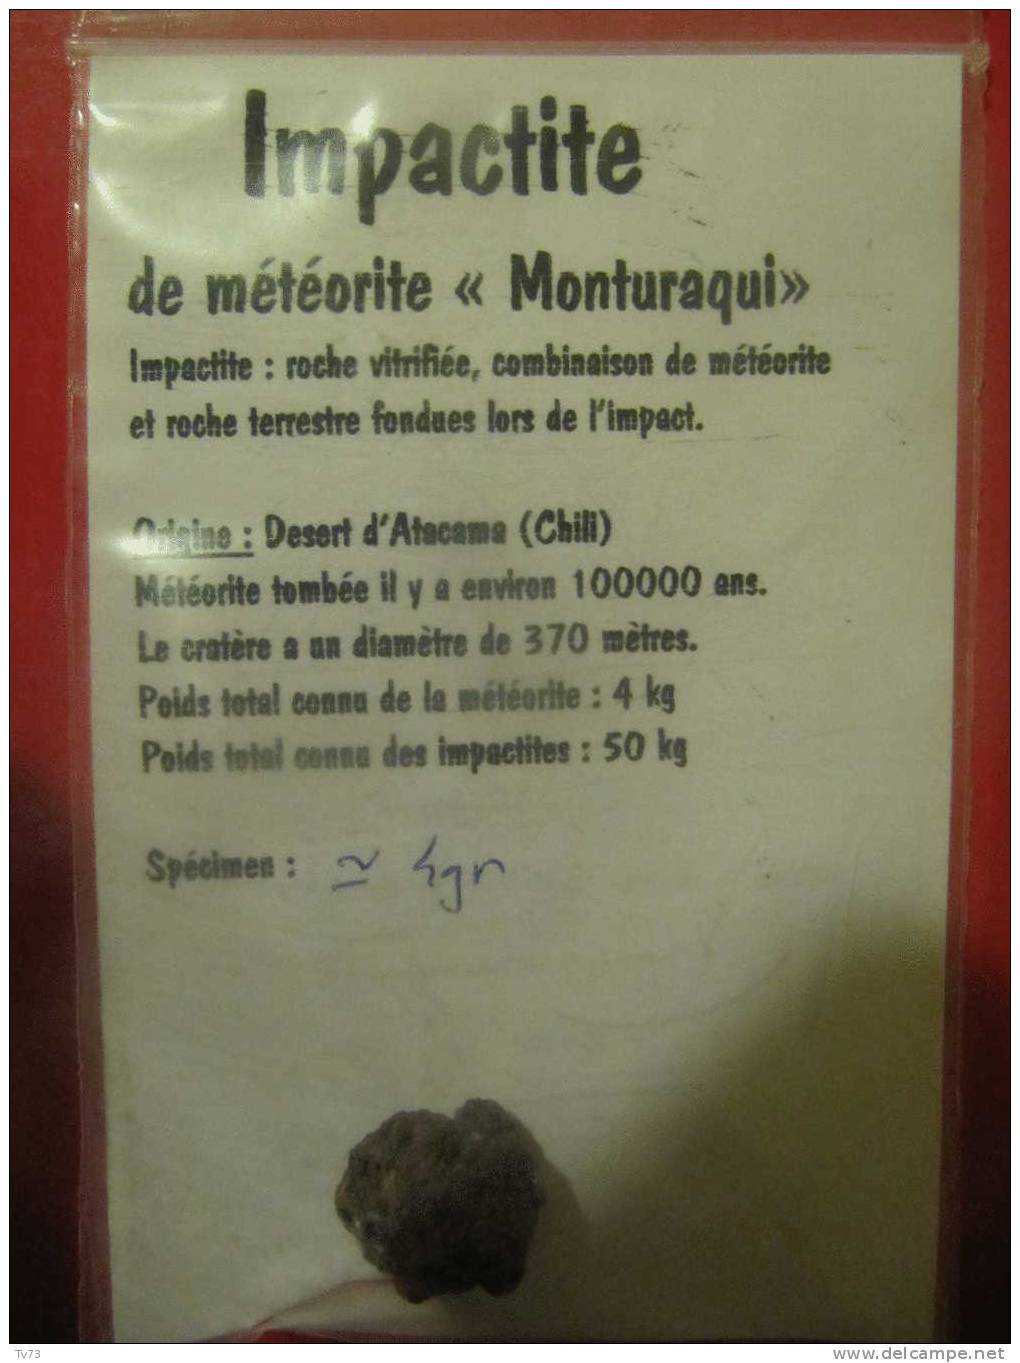 Impactite
de météorite « Monturaqui»
Impactite : roche vitrifiée, combinaison de météorite
et roche terrestre fondues lors de l'impact.
Origine : Desert d'Atacama (Chili)
Météorite tombée il y a environ 100000 ans.
Le cratère a un diamètre de 370 mètres.
Poids total connu de la météorite : 4 kg
Poids total connu des impactites : 50 kg
Spécimen : ≃ 4gr
Tv73 www.delcampe.net